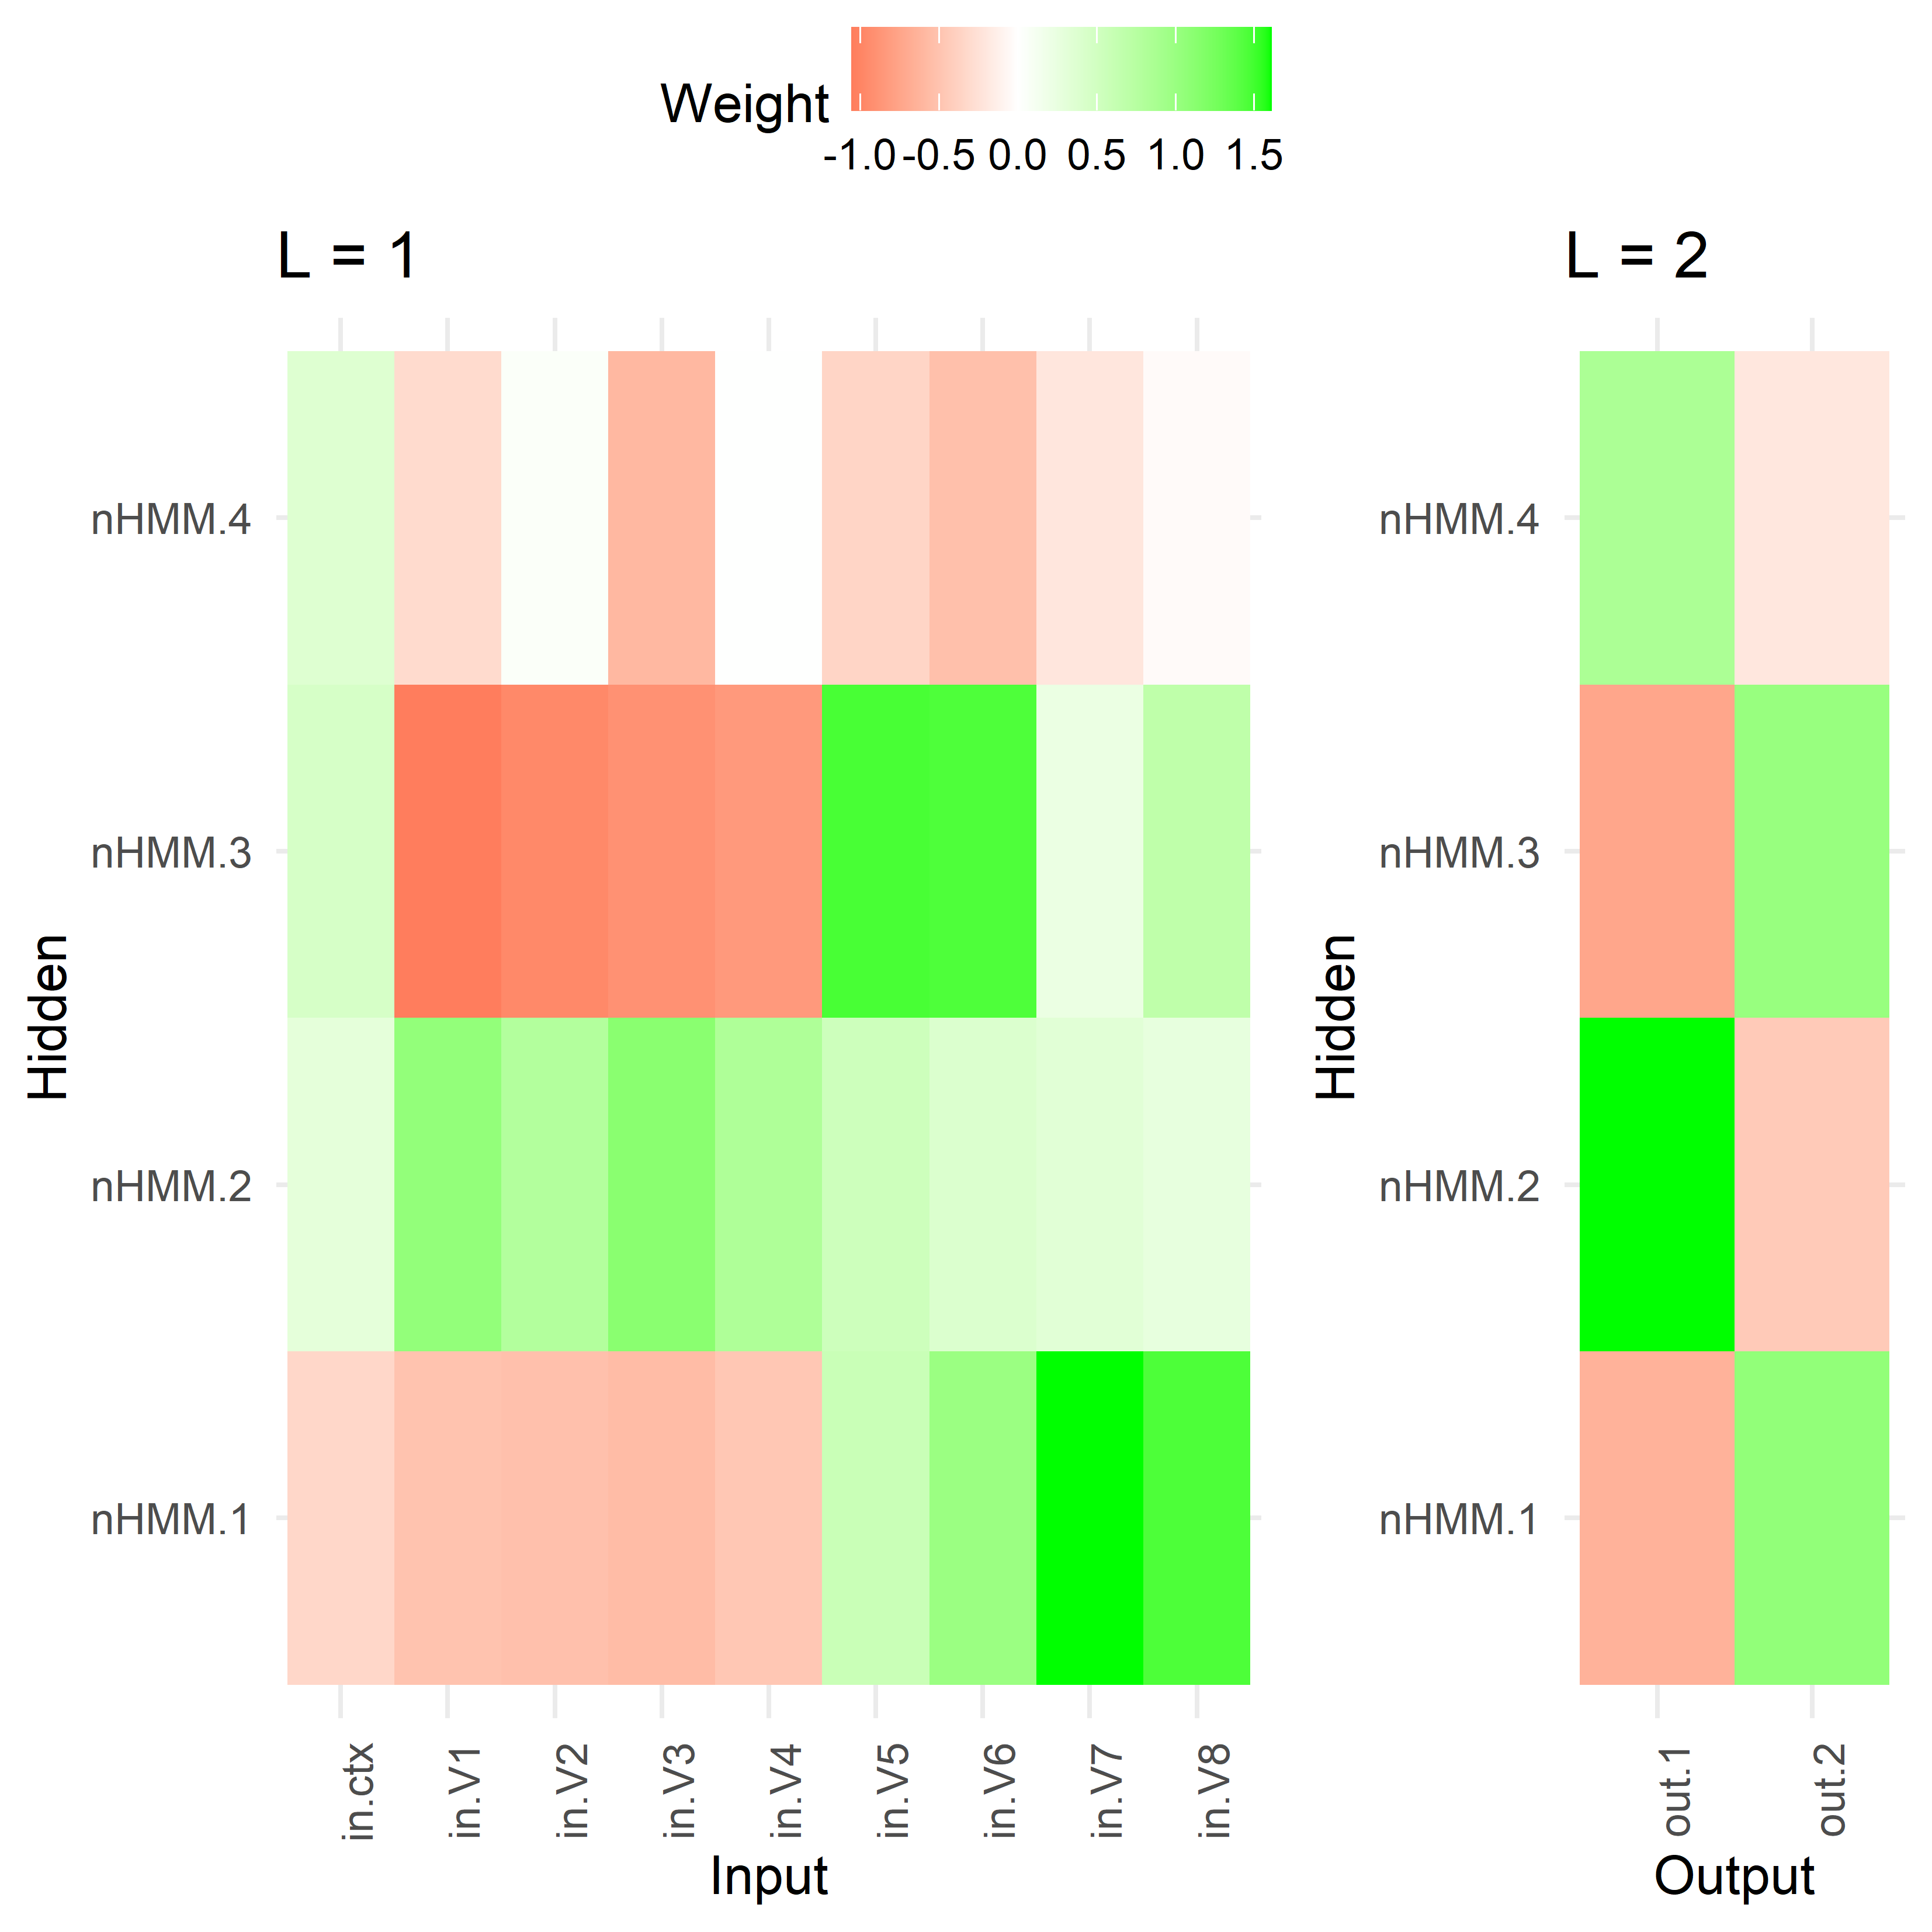 Weight
-1.0 -0.5 0.0 0.5 1.0 1.5
L = 1
nHMM.4
nHMM.3
nHMM.2
nHMM.1
Hidden
in.ctx in.V1 in.V2 in.V3 in.V4 in.V5 in.V6 in.V7 in.V8
Input
L = 2
nHMM.4
nHMM.3
nHMM.2
nHMM.1
Hidden
out.1 out.2
Output